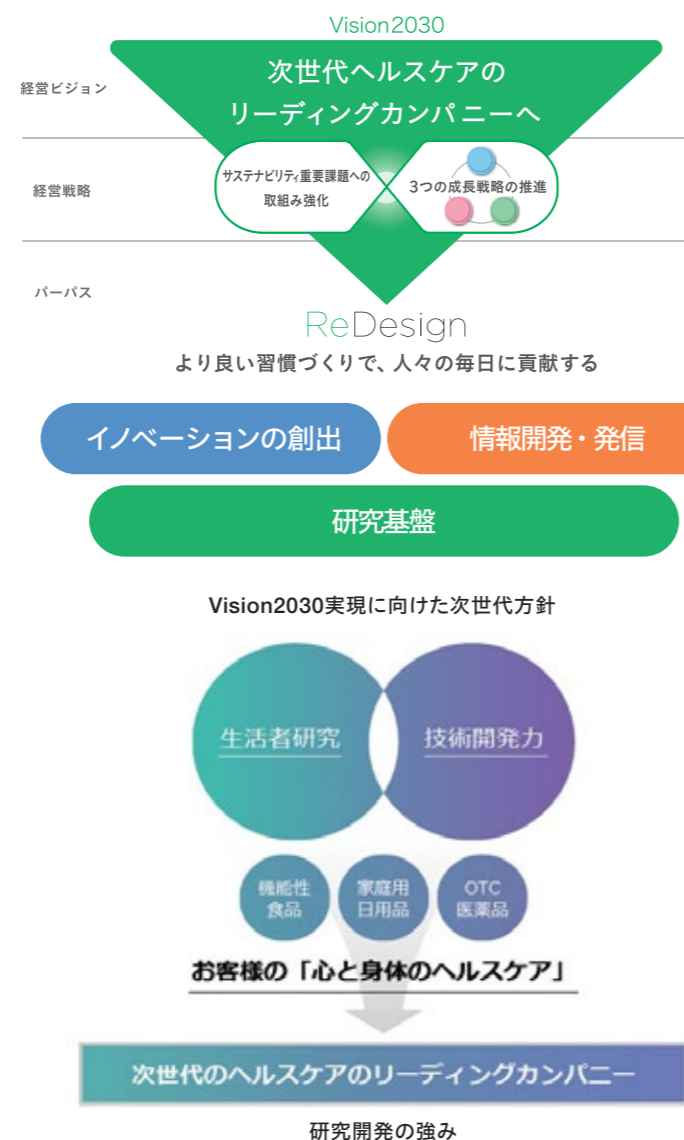 Vision2030
次世代ヘルスケアの
リーディングカンパニーへ
経営ビジョン
経営戦略
サステナビリティ重要課題への
取組み強化
3つの成長戦略の推進
パーパス
ReDesign
より良い習慣づくりで、人々の毎日に貢献する
イノベーションの創出
情報開発・発信
研究基盤
Vision2030実現に向けた次世代方針
生活者研究
技術開発力
機能性
食品
家庭用
日用品
OTC
医薬品
お客様の「心と身体のヘルスケア」
次世代のヘルスケアのリーディングカンパニー
研究開発の強み